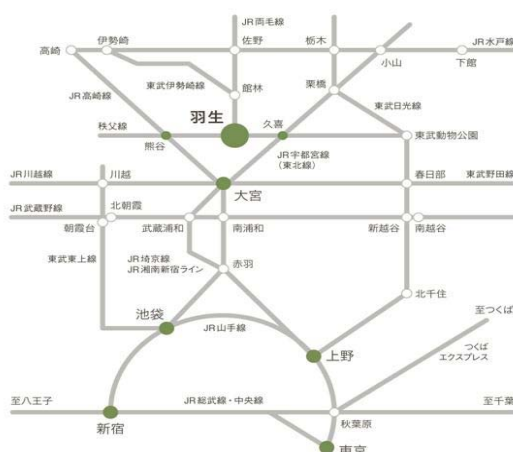 JR両毛線
高崎
伊勢崎
佐野
栃木
JR水戸線
小山
下館
東武伊勢崎線
館林
栗橋
JR高崎線
東武日光線
羽生
久喜
秩父線
熊谷
東武動物公園
JR宇都宮線
（東北線）
JR川越線
川越
大宮
春日部
東武野田線
JR武蔵野線
北朝霞
朝霞台
武蔵浦和
南浦和
新越谷
南越谷
東武東上線
JR埼京線
JR湘南新宿ライン
赤羽
北千住
池袋
JR山手線
上野
至つくば
つくば
エクスプレス
至八王子
JR総武線・中央線
至千葉
新宿
秋葉原
東京